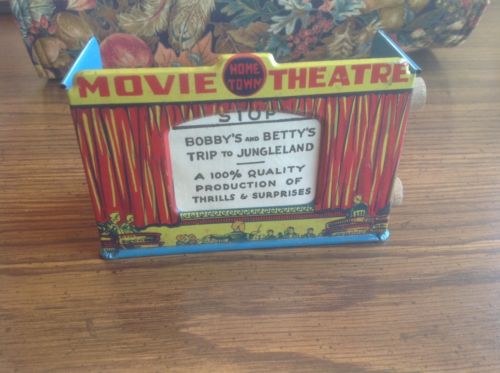 HOME
MOVIE TOWN THEATRE
STOP
BOBBY'S AND BETTY'S
TRIP TO JUNGLELAND
A 100% QUALITY
PRODUCTION OF
THRILLS & SURPRISES